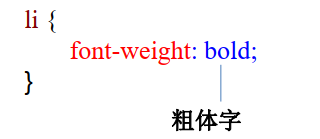 li {
font-weight: bold;
}
粗体字